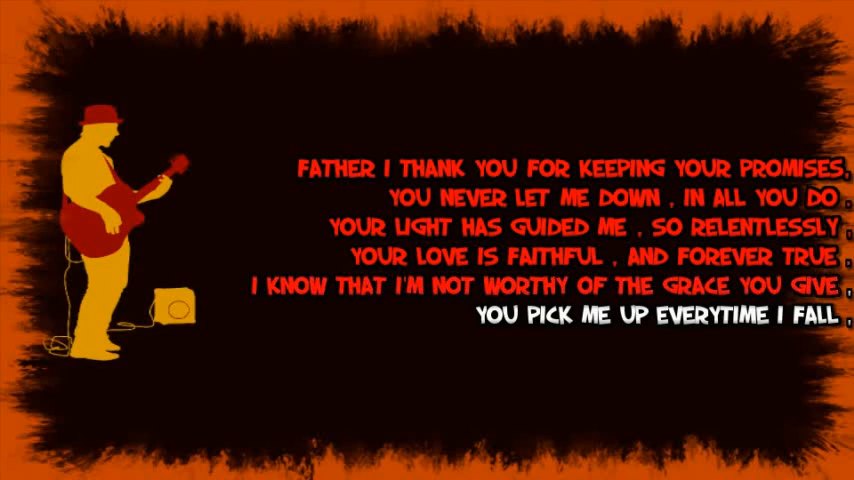 FATHER I THANK YOU FOR KEEPING YOUR PROMISES,
YOU NEVER LET ME DOWN , IN ALL YOU DO ,
YOUR LIGHT HAS GUIDED ME , SO RELENTLESSLY ,
YOUR LOVE IS FAITHFUL , AND FOREVER TRUE .
I KNOW THAT I'M NOT WORTHY OF THE GRACE YOU GIVE ,
YOU PICK ME UP EVERYTIME I FALL ,